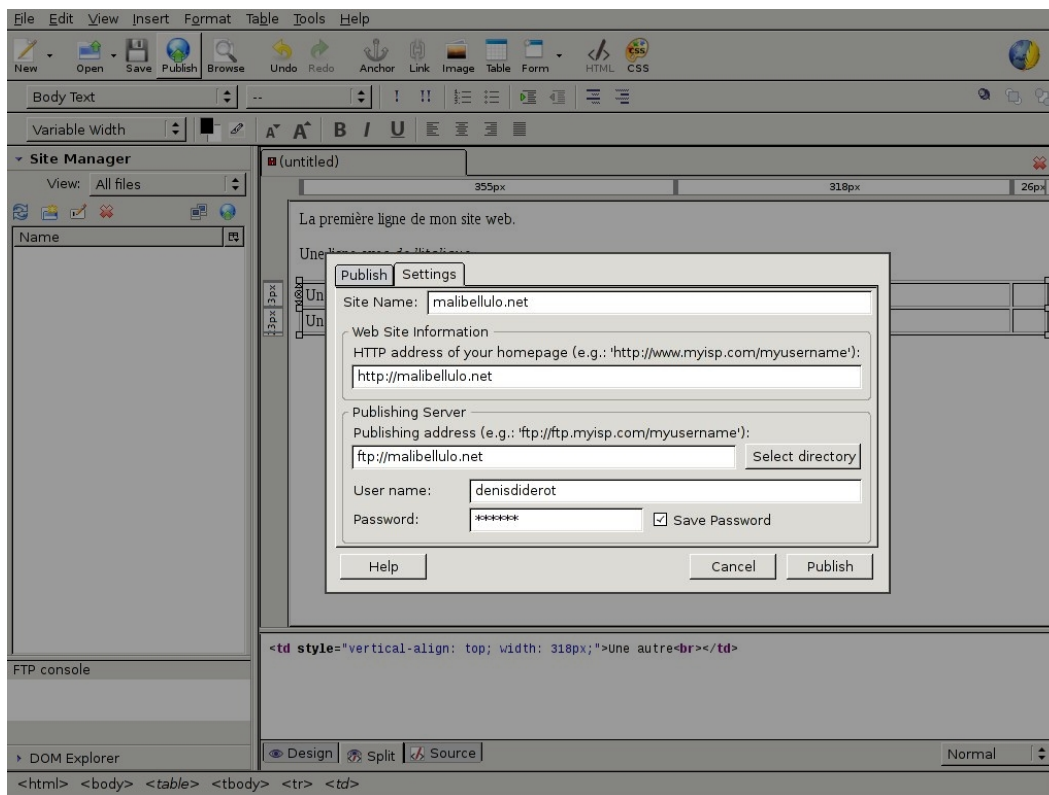 File Edit View Insert Format Table Tools Help
New Open Save Publish Browse Undo Redo Anchor Link Image Table Form HTML CSS
Body Text --
Variable Width A A B I U
Site Manager
(untitled)
View: All files
355px 318px 26px
Name
La première ligne de mon site web.
Une
Un
Un
Publish Settings
Site Name: malibellulo.net
Web Site Information
HTTP address of your homepage (e.g.: 'http://www.myisp.com/myusername'):
http://malibellulo.net
Publishing Server
Publishing address (e.g.: 'ftp://ftp.myisp.com/myusername'):
ftp://malibellulo.net Select directory
User name: denisdiderot
Password: ****** Save Password
Help Cancel Publish
<td style="vertical-align: top; width: 318px;">Une autre<br></td>
FTP console
DOM Explorer
Design Split Source Normal
<html> <body> <table> <tbody> <tr> <td>